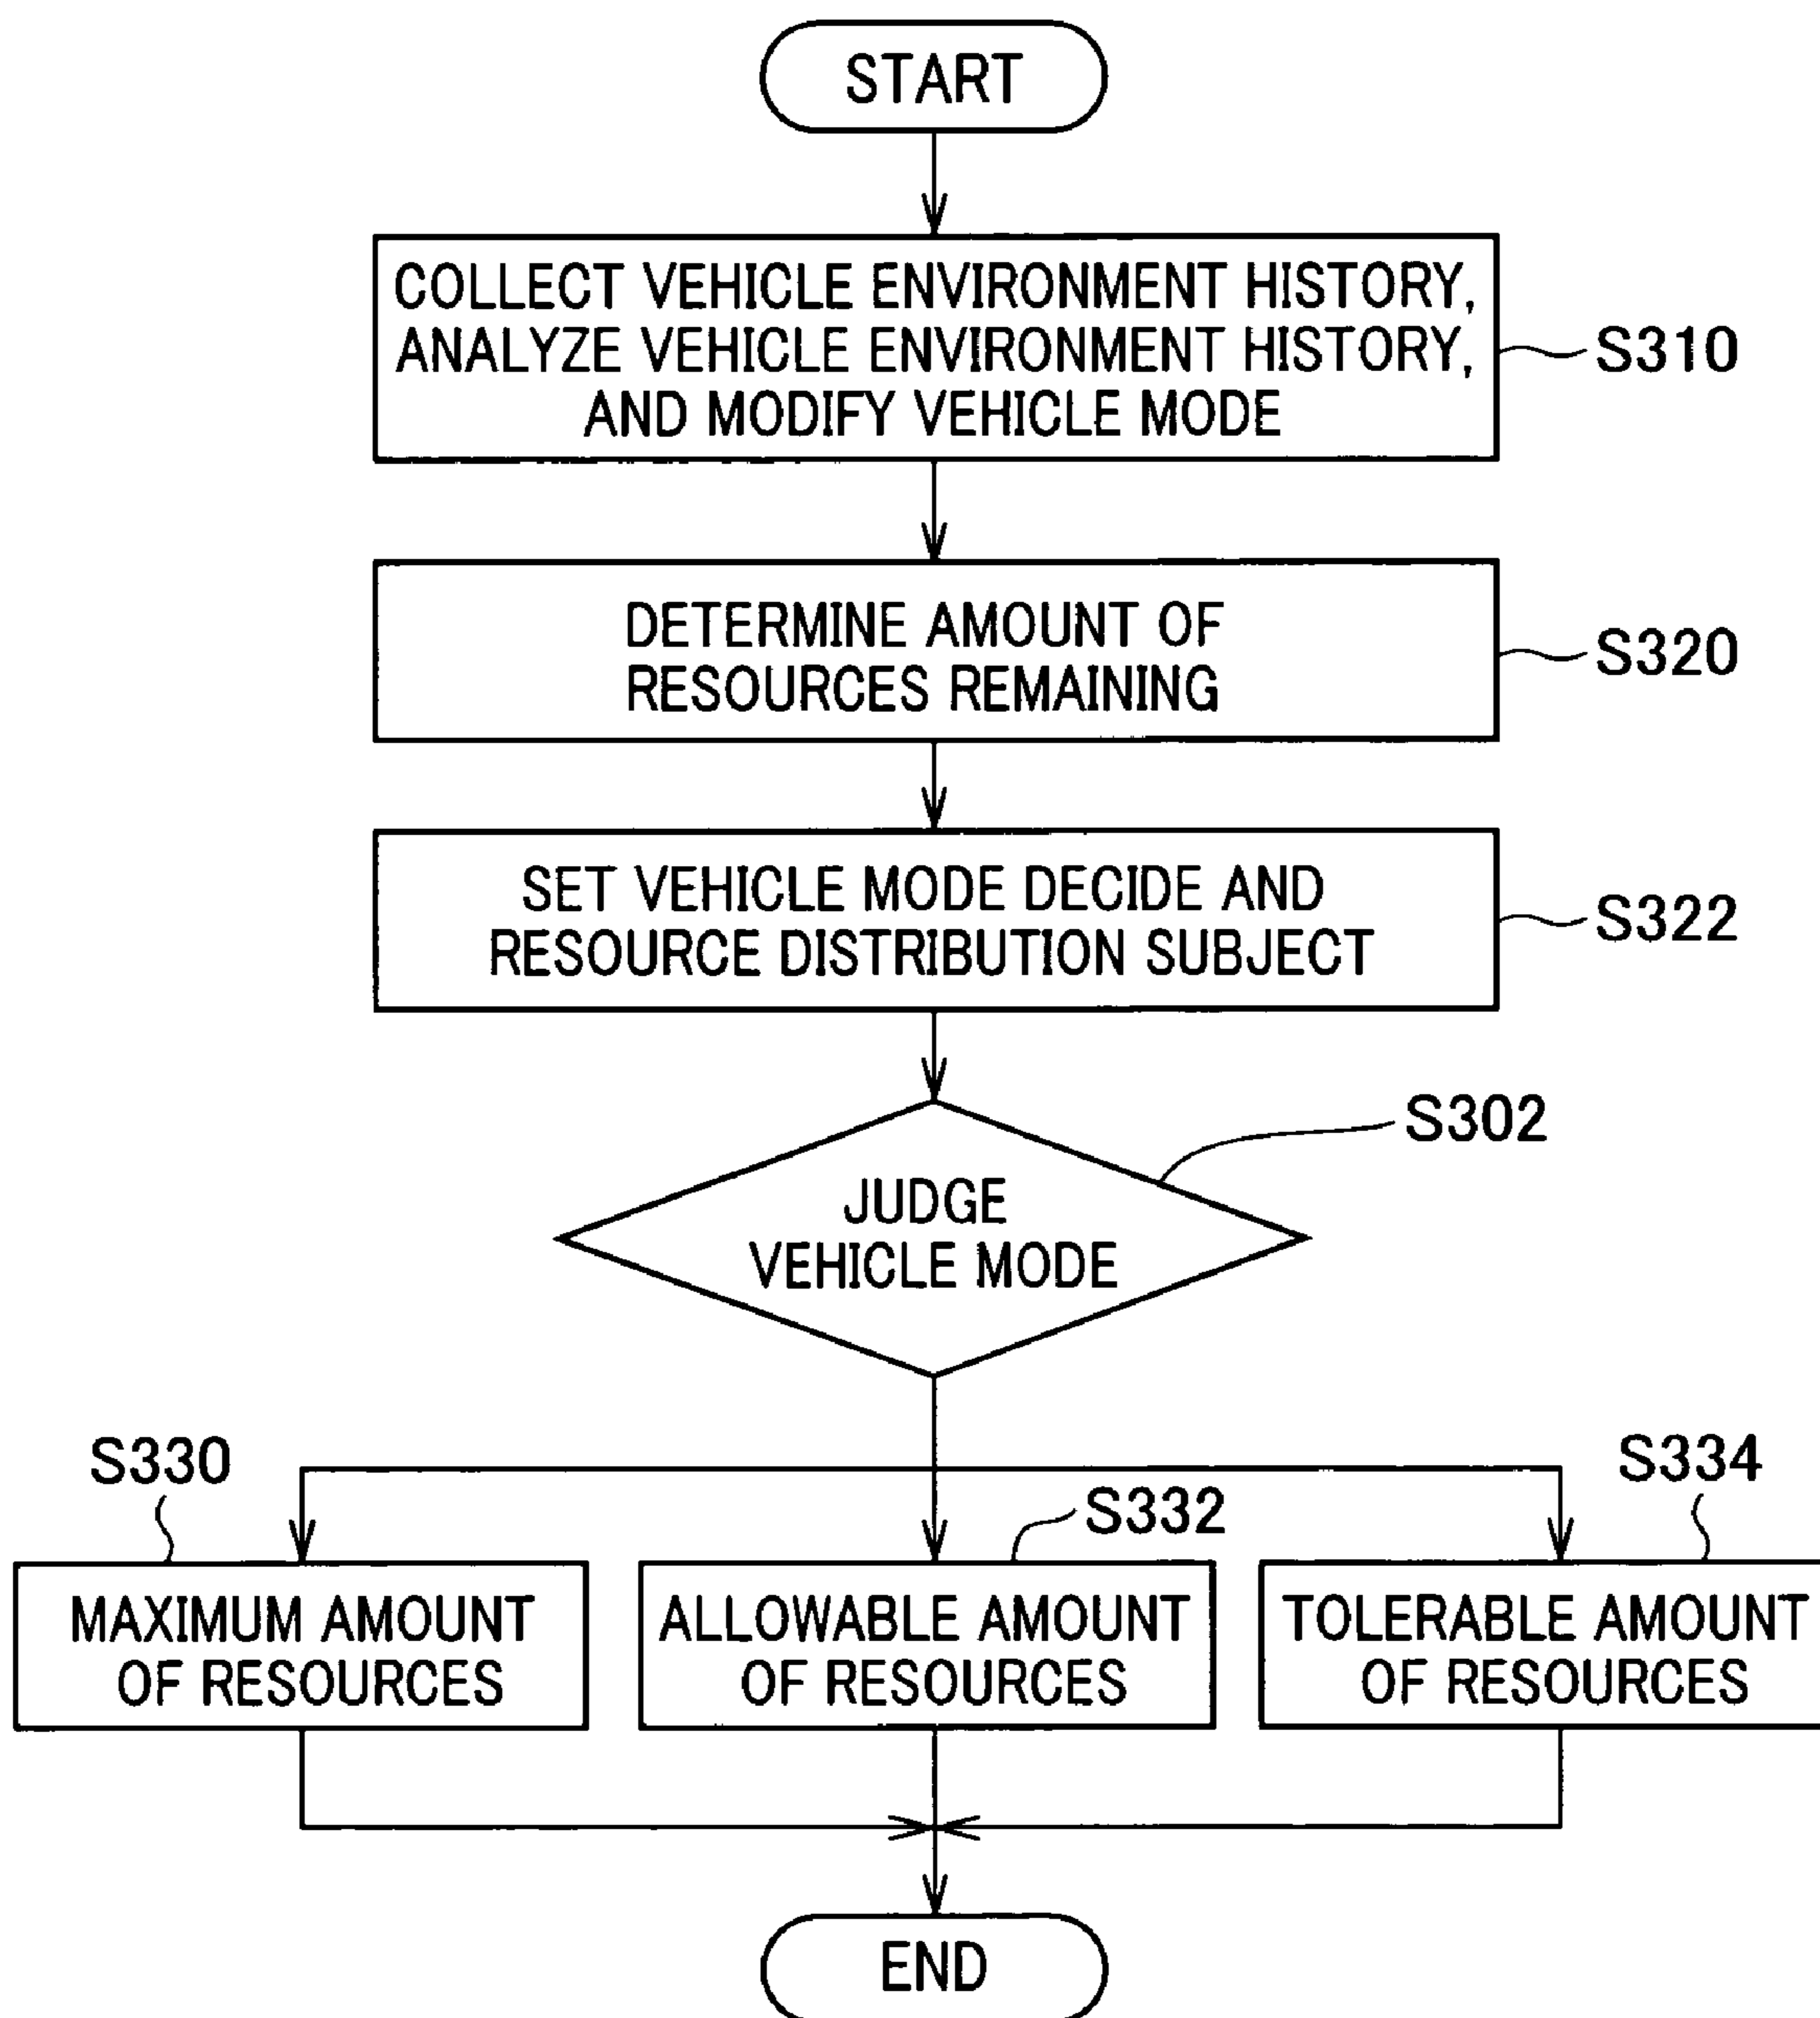 START
COLLECT VEHICLE ENVIRONMENT HISTORY,
ANALYZE VEHICLE ENVIRONMENT HISTORY,
AND MODIFY VEHICLE MODE
S310
DETERMINE AMOUNT OF
RESOURCES REMAINING
S320
SET VEHICLE MODE DECIDE AND
RESOURCE DISTRIBUTION SUBJECT
S322
S302
JUDGE
VEHICLE MODE
S330
MAXIMUM AMOUNT
OF RESOURCES
S332
ALLOWABLE AMOUNT
OF RESOURCES
S334
TOLERABLE AMOUNT
OF RESOURCES
END